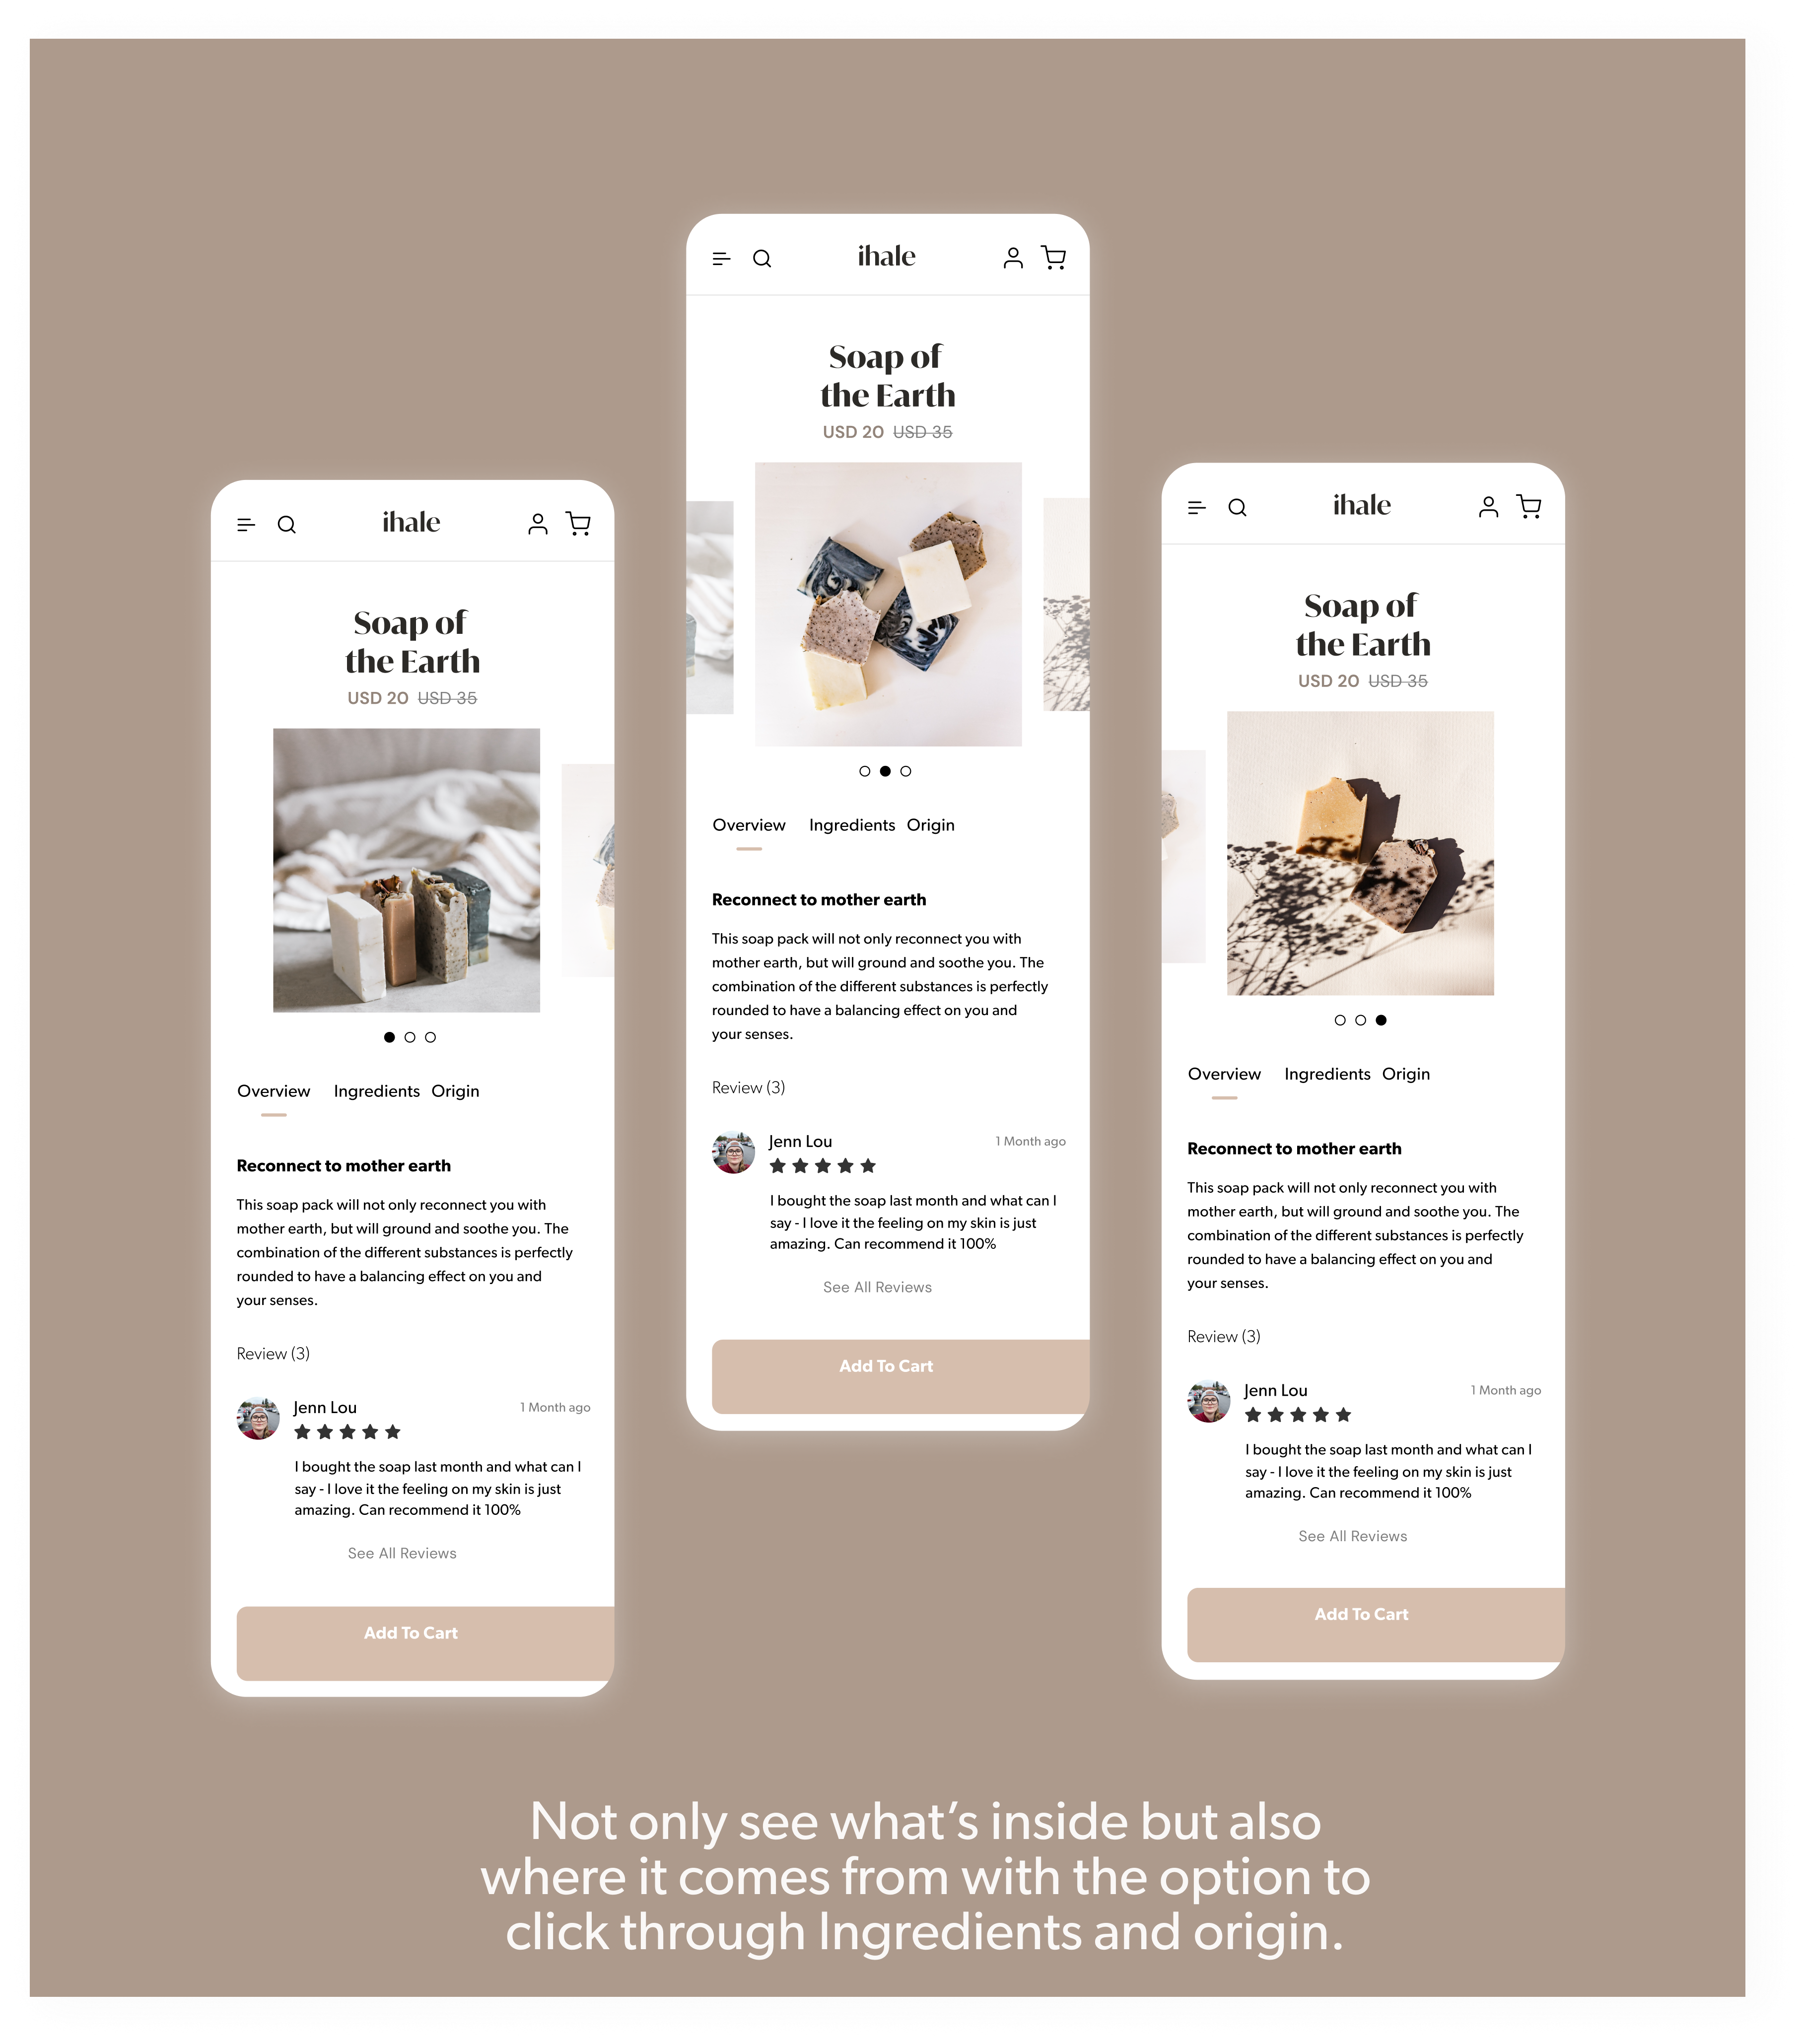 ihale
Soap of
the Earth
USD 20 USD 35
Overview Ingredients Origin
Reconnect to mother earth
This soap pack will not only reconnect you with
mother earth, but will ground and soothe you. The
combination of the different substances is perfectly
rounded to have a balancing effect on you and
your senses.
Review (3)
Jenn Lou 1 Month ago
I bought the soap last month and what can I
say - I love it the feeling on my skin is just
amazing. Can recommend it 100%
See All Reviews
Add To Cart
ihale
Soap of
the Earth
USD 20 USD 35
Overview Ingredients Origin
Reconnect to mother earth
This soap pack will not only reconnect you with
mother earth, but will ground and soothe you. The
combination of the different substances is perfectly
rounded to have a balancing effect on you and
your senses.
Review (3)
Jenn Lou 1 Month ago
I bought the soap last month and what can I
say - I love it the feeling on my skin is just
amazing. Can recommend it 100%
See All Reviews
Add To Cart
ihale
Soap of
the Earth
USD 20 USD 35
Overview Ingredients Origin
Reconnect to mother earth
This soap pack will not only reconnect you with
mother earth, but will ground and soothe you. The
combination of the different substances is perfectly
rounded to have a balancing effect on you and
your senses.
Review (3)
Jenn Lou 1 Month ago
I bought the soap last month and what can I
say - I love it the feeling on my skin is just
amazing. Can recommend it 100%
See All Reviews
Add To Cart
Not only see what’s inside but also
where it comes from with the option to
click through Ingredients and origin.